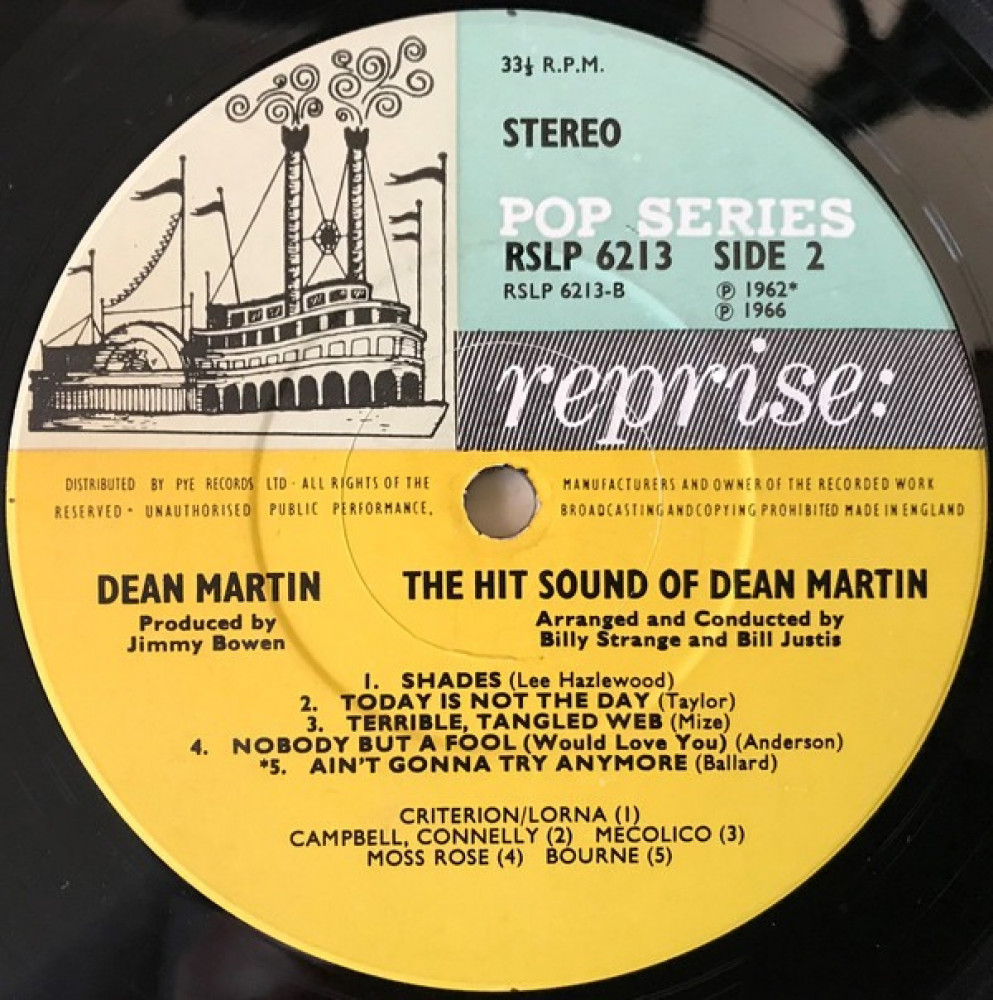 33⅓ R.P.M.
STEREO
POP SERIES
RSLP 6213 SIDE 2
RSLP 6213-B ℗ 1962*
℗ 1966
reprise:
DISTRIBUTED BY PYE RECORDS LTD · ALL RIGHTS OF THE MANUFACTURERS AND OWNER OF THE RECORDED WORK
RESERVED · UNAUTHORISED PUBLIC PERFORMANCE, BROADCASTING AND COPYING PROHIBITED MADE IN ENGLAND
DEAN MARTIN THE HIT SOUND OF DEAN MARTIN
Produced by Arranged and Conducted by
Jimmy Bowen Billy Strange and Bill Justis
1. SHADES (Lee Hazlewood)
2. TODAY IS NOT THE DAY (Taylor)
3. TERRIBLE, TANGLED WEB (Mize)
4. NOBODY BUT A FOOL (Would Love You) (Anderson)
*5. AIN'T GONNA TRY ANYMORE (Ballard)
CRITERION/LORNA (1)
CAMPBELL, CONNELLY (2) MECOLICO (3)
MOSS ROSE (4) BOURNE (5)